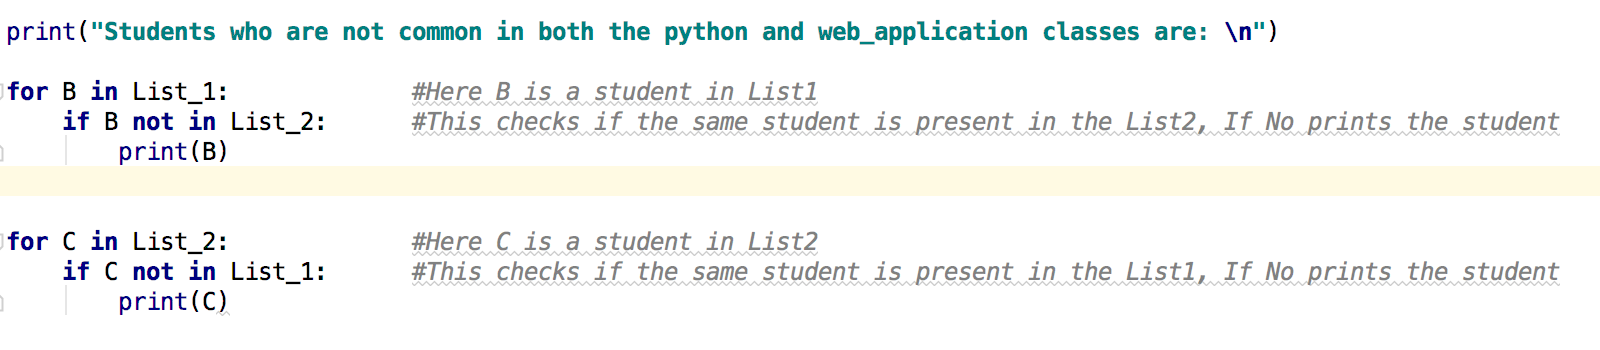 print("Students who are not common in both the python and web_application classes are: \n")
for B in List_1: #Here B is a student in List1
if B not in List_2: #This checks if the same student is present in the List2, If No prints the student
print(B)
for C in List_2: #Here C is a student in List2
if C not in List_1: #This checks if the same student is present in the List1, If No prints the student
print(C)